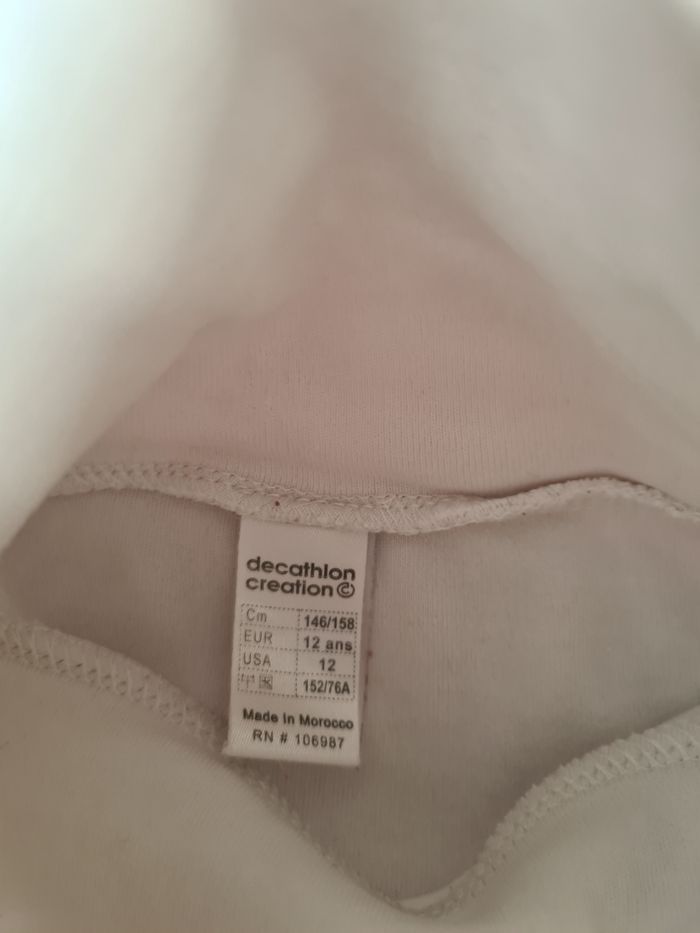 decathlon
creation ©
Cm 146/158
EUR 12 ans
USA 12
152/76A
Made in Morocco
RN # 106987